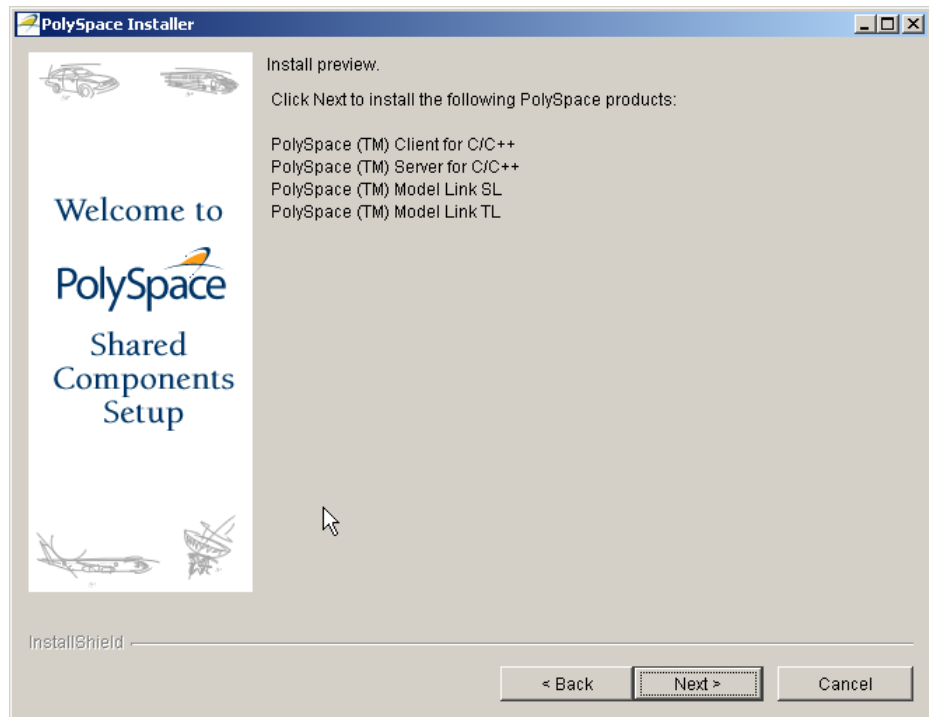 PolySpace Installer
Install preview.
Click Next to install the following PolySpace products:
PolySpace (TM) Client for C/C++
PolySpace (TM) Server for C/C++
PolySpace (TM) Model Link SL
PolySpace (TM) Model Link TL
Welcome to
PolySpace
Shared
Components
Setup
InstallShield
< Back
Next >
Cancel